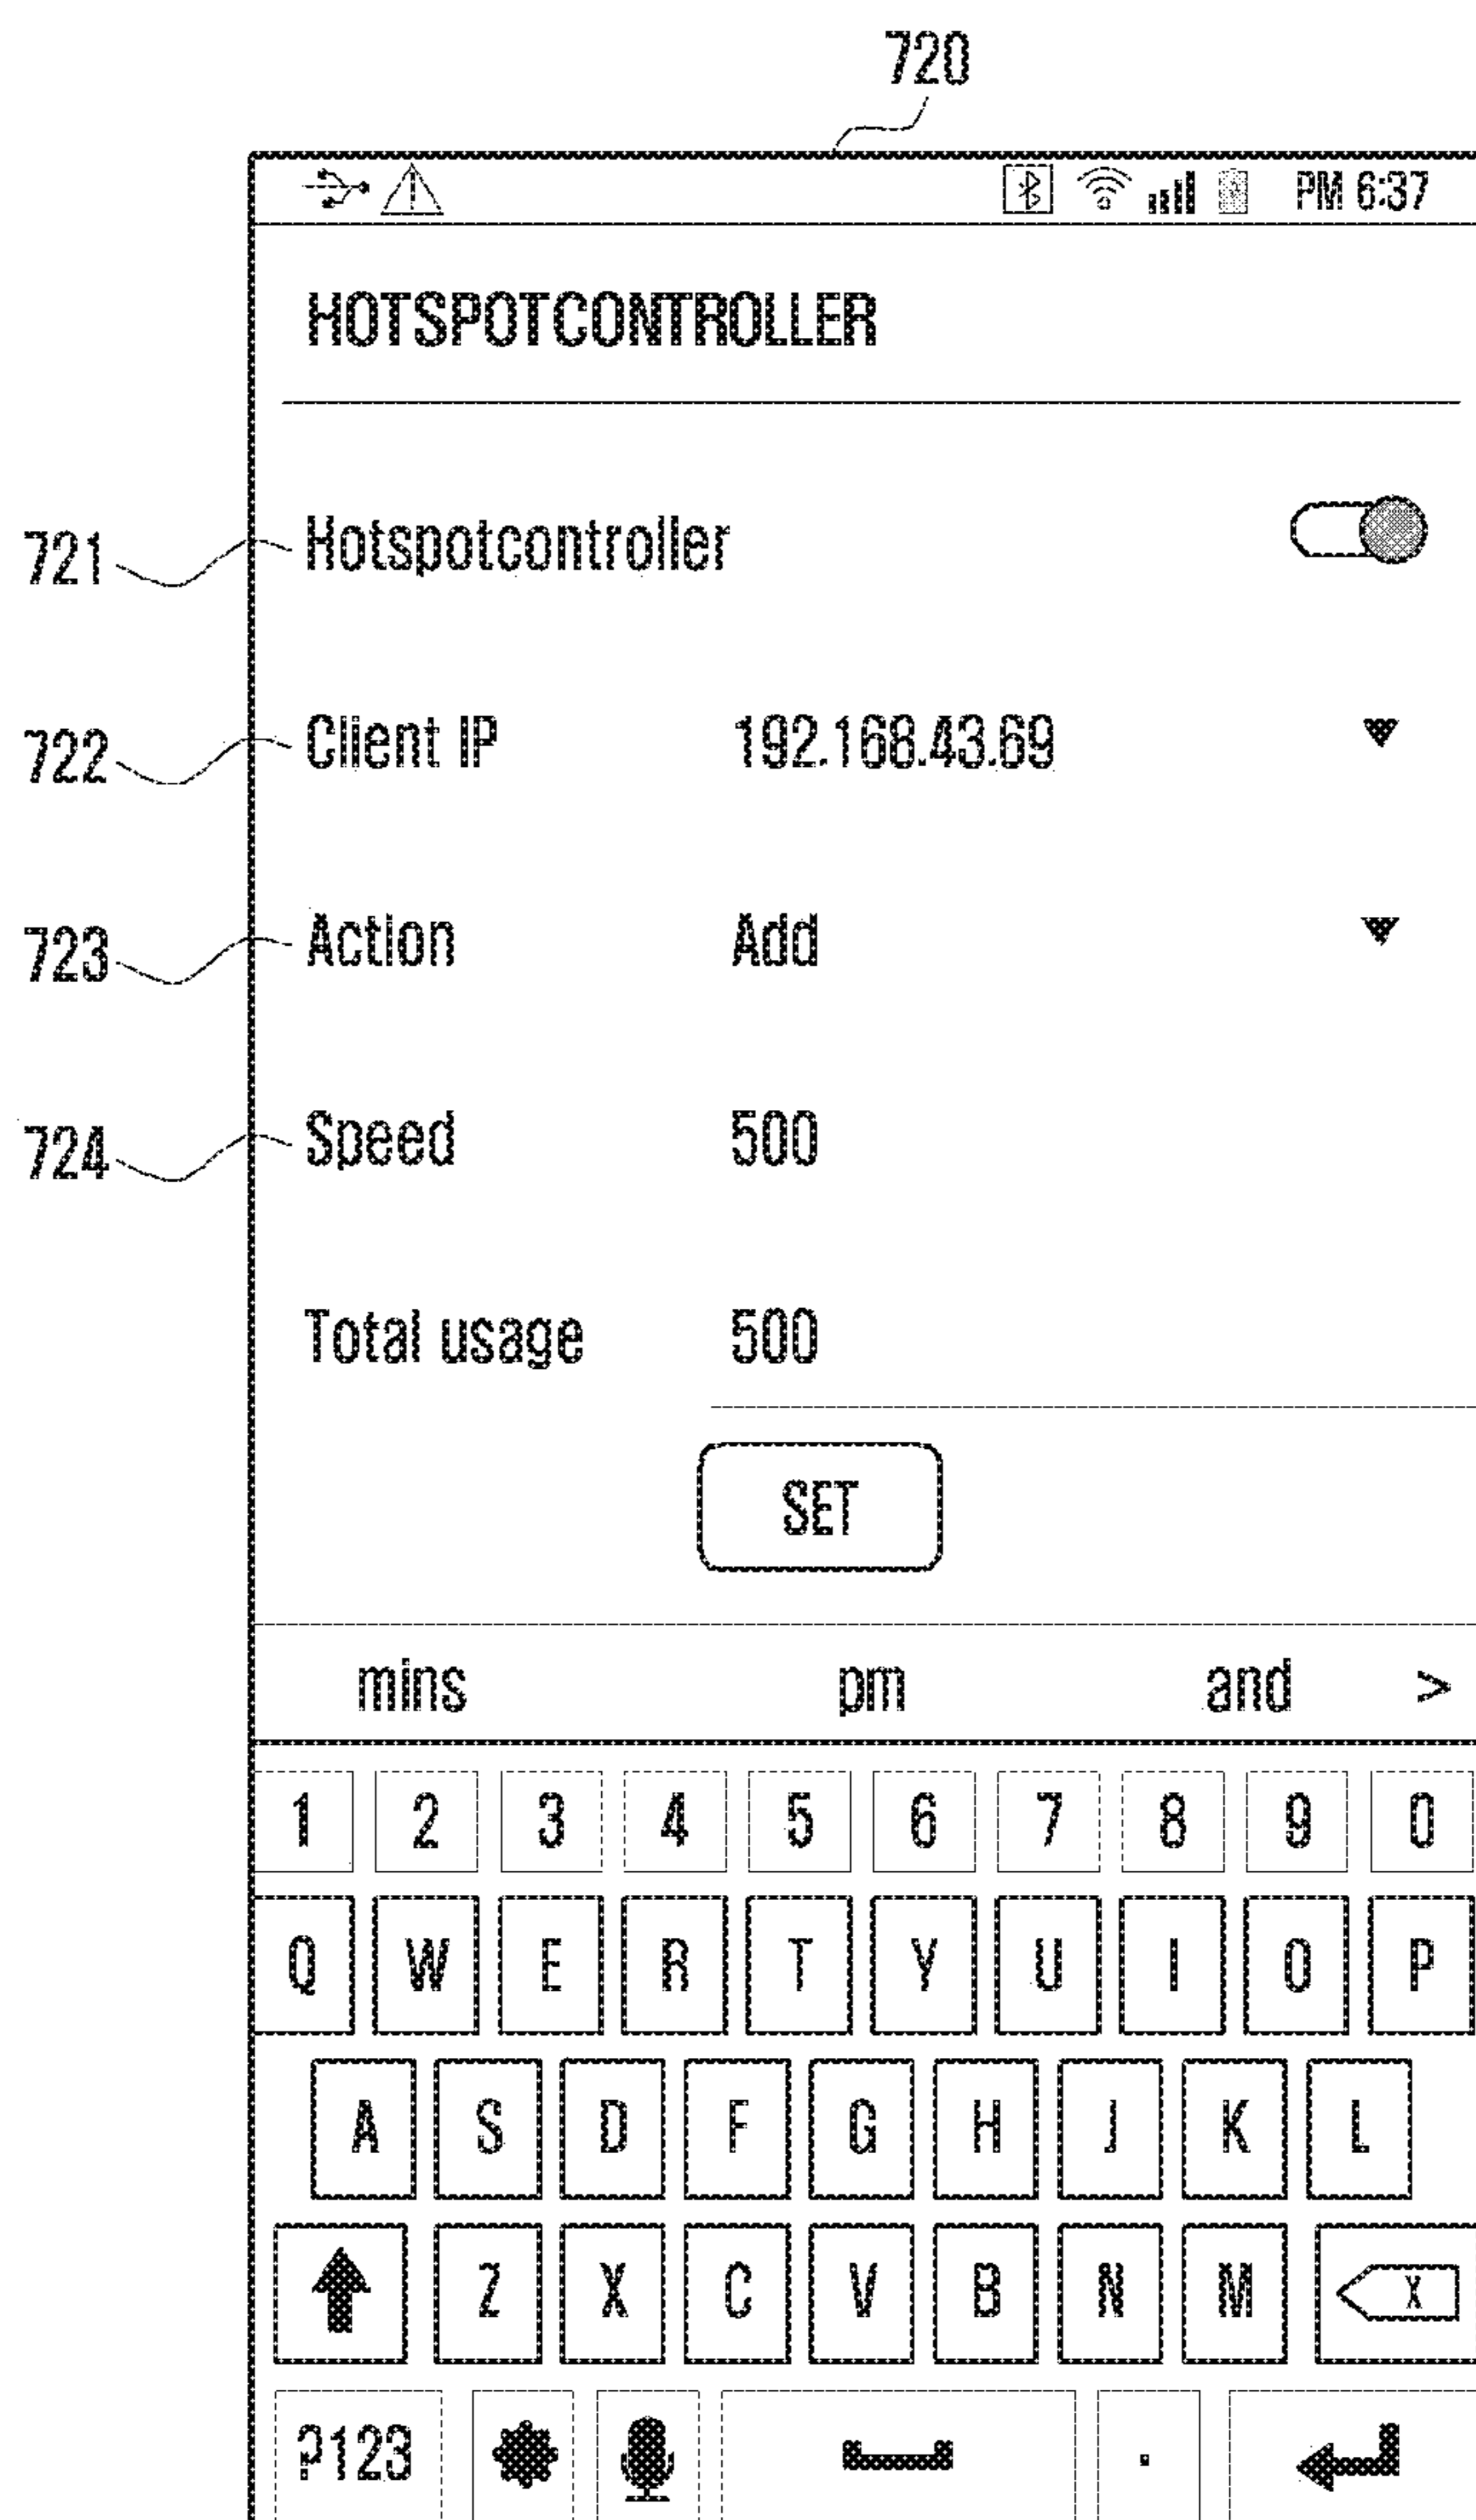 720
PM 6:37
HOTSPOTCONTROLLER
721 Hotspotcontroller
722 Client IP 192.168.43.69
723 Action Add
724 Speed 500
Total usage 500
SET
mins pm and >
1 2 3 4 5 6 7 8 9 0
Q W E R T Y U I O P
A S D F G H J K L
Z X C V B N M X
?123 .